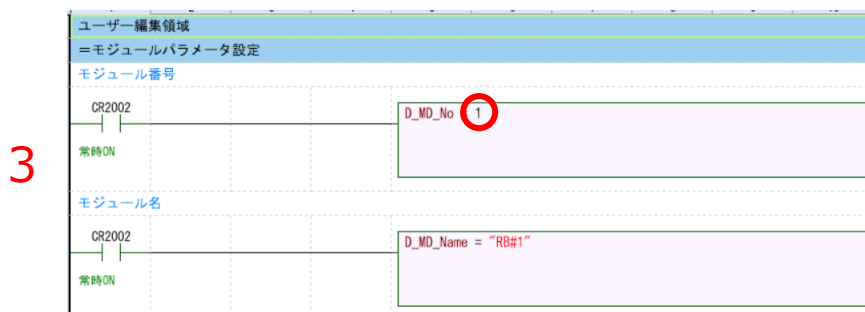 ユーザー編集領域
=モジュールパラメータ設定
モジュール番号
CR2002
D_MD_No = 1
常時ON
3
モジュール名
CR2002
D_MD_Name = "RB#1"
常時ON